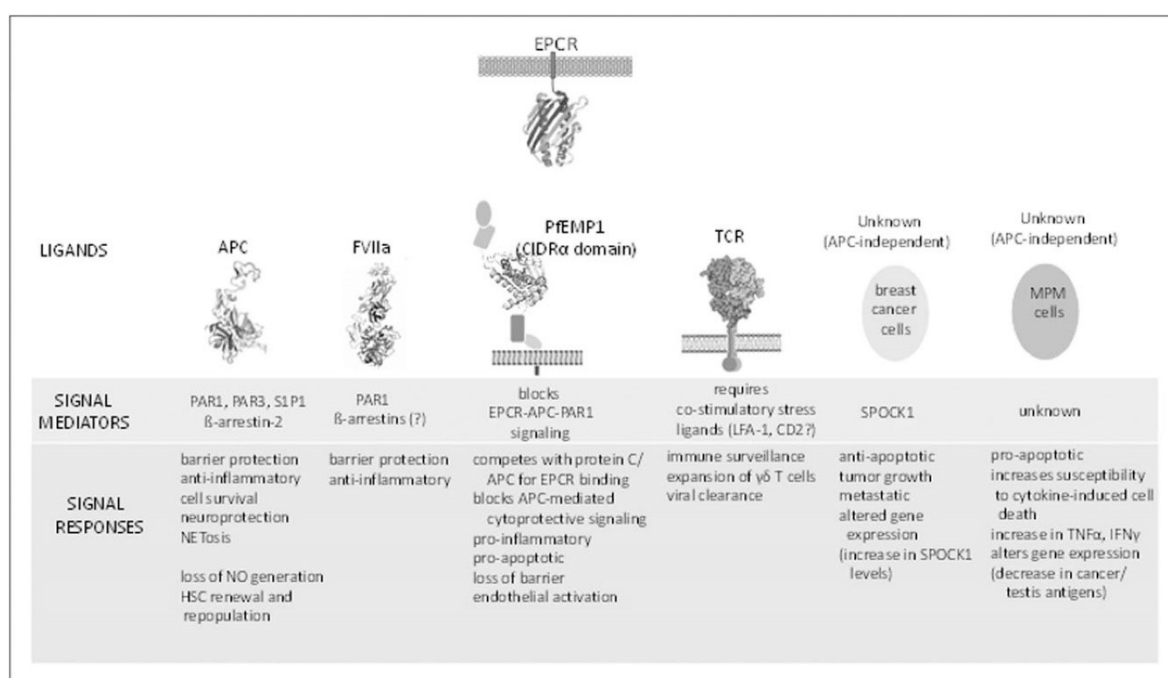 EPCR
LIGANDS
APC
FVIIa
PfEMP1
(CIDRα domain)
TCR
Unknown
(APC-independent)
breast
cancer
cells
Unknown
(APC-independent)
MPM
cells
SIGNAL
MEDIATORS
PAR1, PAR3, S1P1
ß-arrestin-2
PAR1
ß-arrestins (?)
blocks
EPCR-APC-PAR1
signaling
requires
co-stimulatory stress
ligands (LFA-1, CD2?)
SPOCK1
unknown
SIGNAL
RESPONSES
barrier protection
anti-inflammatory
cell survival
neuroprotection
NETosis
loss of NO generation
HSC renewal and
repopulation
barrier protection
anti-inflammatory
competes with protein C/
APC for EPCR binding
blocks APC-mediated
cytoprotective signaling
pro-inflammatory
pro-apoptotic
loss of barrier
endothelial activation
immune surveillance
expansion of γδ T cells
viral clearance
anti-apoptotic
tumor growth
metastatic
altered gene
expression
(increase in SPOCK1
levels)
pro-apoptotic
increases susceptibility
to cytokine-induced cell
death
increase in TNFα, IFNγ
alters gene expression
(decrease in cancer/
testis antigens)